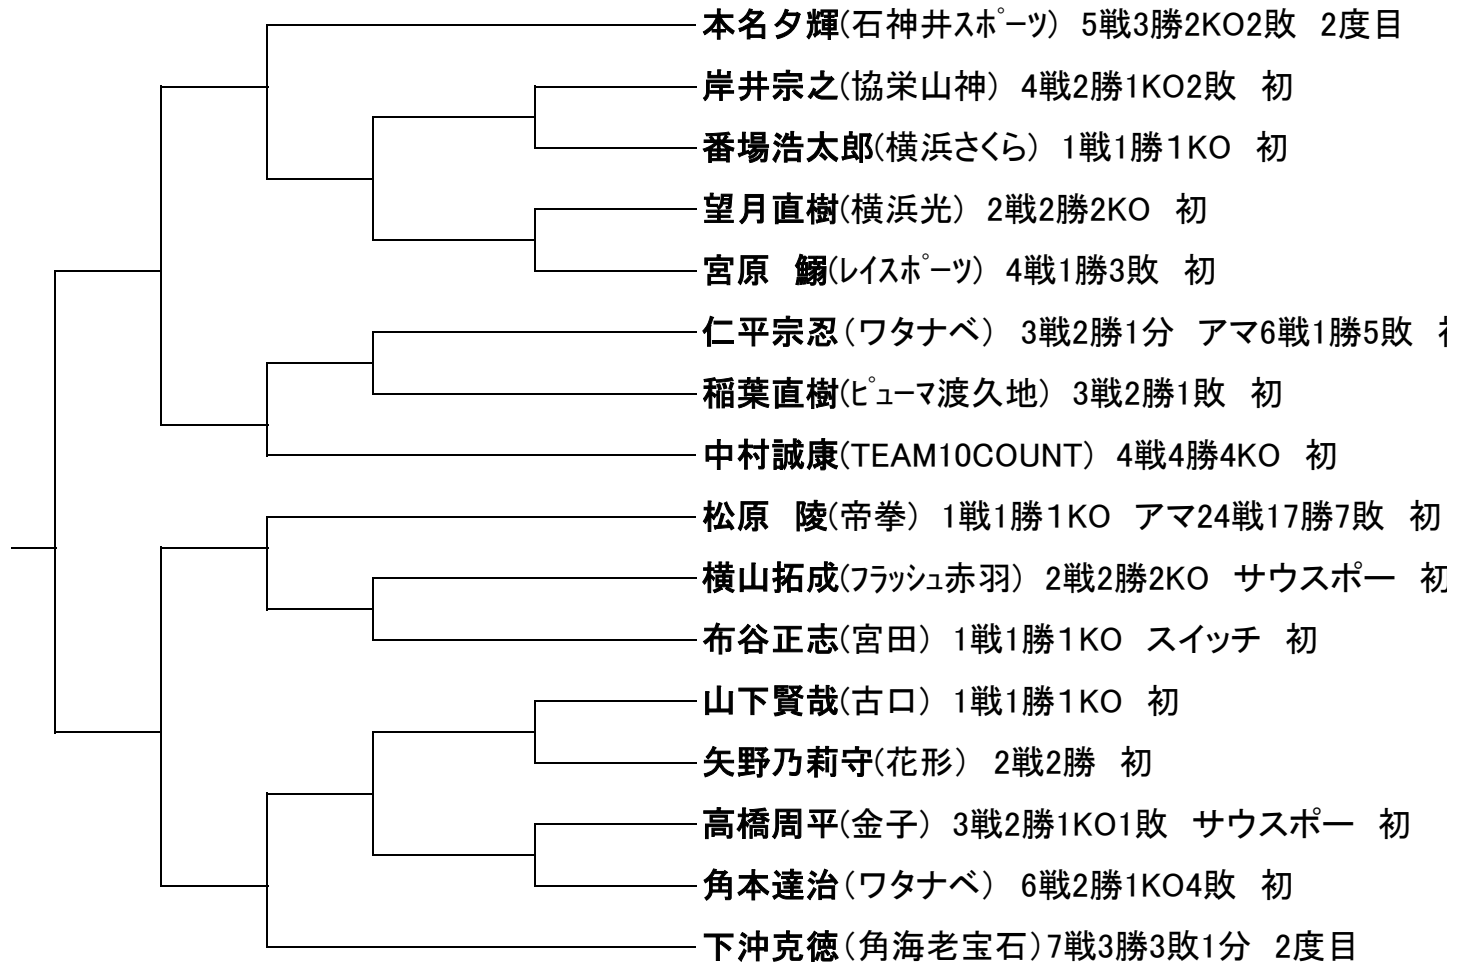 本名夕輝(石神井スポーツ) 5戦3勝2KO2敗 2度目
岸井宗之(協栄山神) 4戦2勝1KO2敗 初
番場浩太郎(横浜さくら) 1戦1勝1KO 初
望月直樹(横浜光) 2戦2勝2KO 初
宮原 鰯(レイスポーツ) 4戦1勝3敗 初
仁平宗忍(ワタナベ) 3戦2勝1分 アマ6戦1勝5敗
稲葉直樹(ピューマ渡久地) 3戦2勝1敗 初
中村誠康(TEAM10COUNT) 4戦4勝4KO 初
松原 陵(帝拳) 1戦1勝1KO アマ24戦17勝7敗 初
横山拓成(フラッシュ赤羽) 2戦2勝2KO サウスポー 初
布谷正志(宮田) 1戦1勝1KO スイッチ 初
山下賢哉(古口) 1戦1勝1KO 初
矢野乃莉守(花形) 2戦2勝 初
高橋周平(金子) 3戦2勝1KO1敗 サウスポー 初
角本達治(ワタナベ) 6戦2勝1KO4敗 初
下沖克徳(角海老宝石)7戦3勝3敗1分 2度目